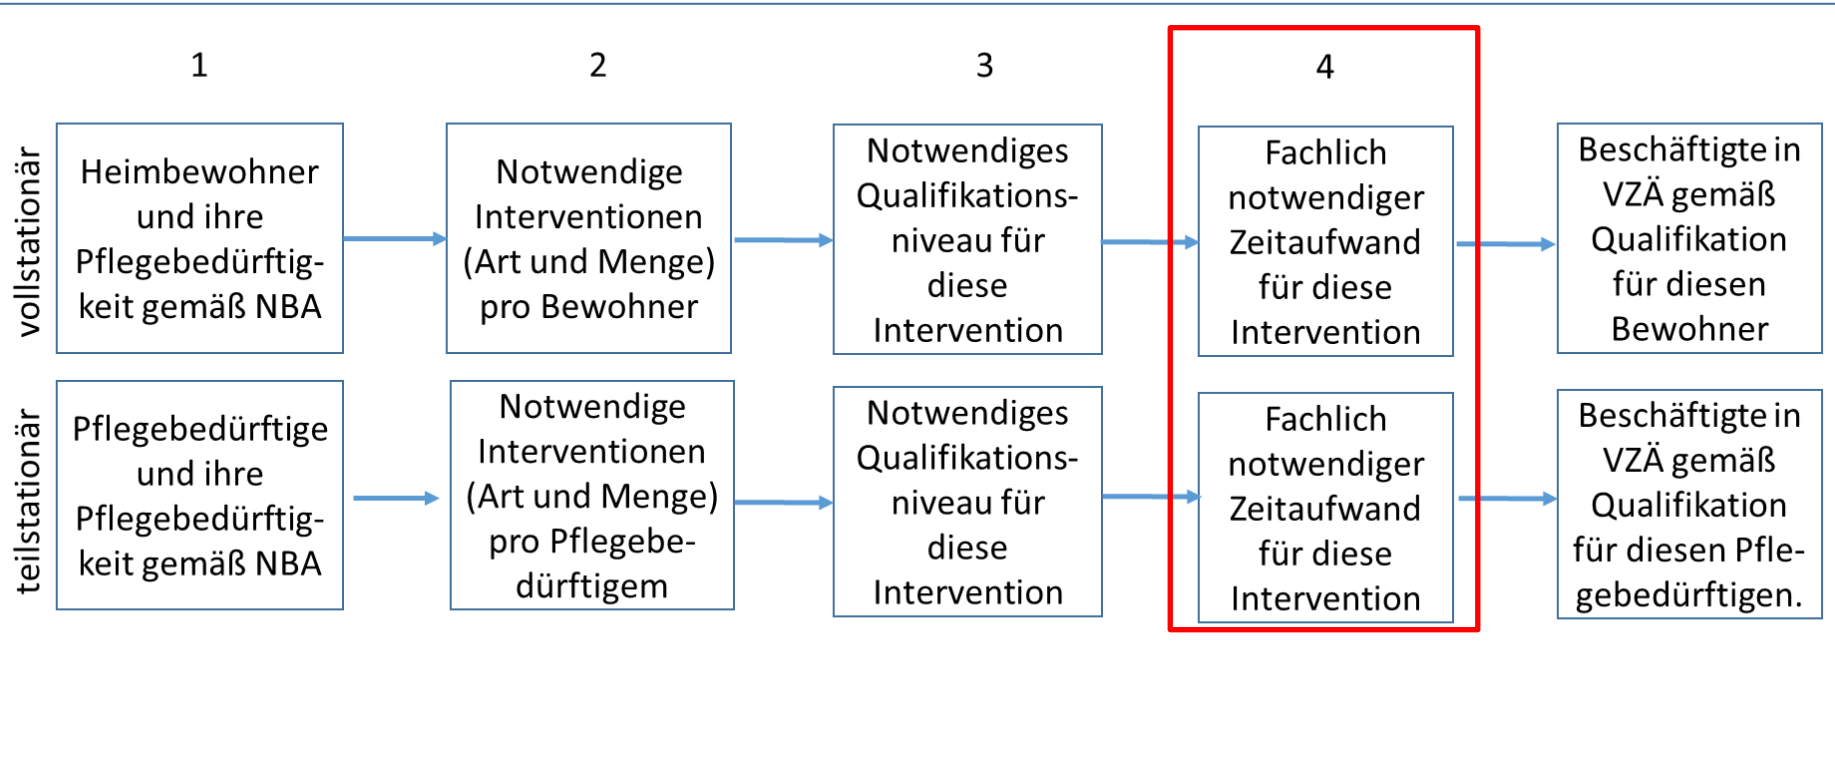 1
2
3
4
vollstationär
Heimbewohner
und ihre
Pflegebedürftig-
keit gemäß NBA
Notwendige
Interventionen
(Art und Menge)
pro Bewohner
Notwendiges
Qualifikations-
niveau für
diese
Intervention
Fachlich
notwendiger
Zeitaufwand
für diese
Intervention
Beschäftigte in
VZÄ gemäß
Qualifikation
für diesen
Bewohner
teilstationär
Pflegebedürftige
und ihre
Pflegebedürftig-
keit gemäß NBA
Notwendige
Interventionen
(Art und Menge)
pro Pflegebe-
dürftigem
Notwendiges
Qualifikations-
niveau für
diese
Intervention
Fachlich
notwendiger
Zeitaufwand
für diese
Intervention
Beschäftigte in
VZÄ gemäß
Qualifikation
für diesen Pfle-
gebedürftigen.